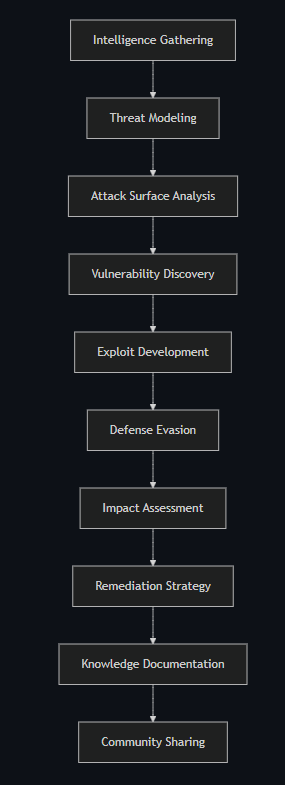 Intelligence Gathering
Threat Modeling
Attack Surface Analysis
Vulnerability Discovery
Exploit Development
Defense Evasion
Impact Assessment
Remediation Strategy
Knowledge Documentation
Community Sharing